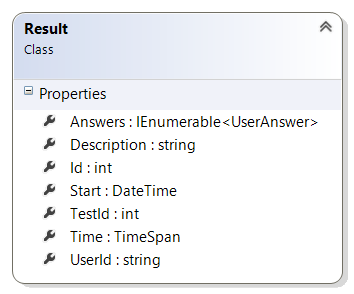 Result
Class
Properties
Answers : IEnumerable<UserAnswer>
Description : string
Id : int
Start : DateTime
TestId : int
Time : TimeSpan
UserId : string